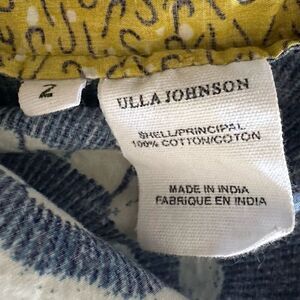 2
ULLA JOHNSON
SHELL/PRINCIPAL
100% COTTON/COTON
MADE IN INDIA
FABRIQUE EN INDIA